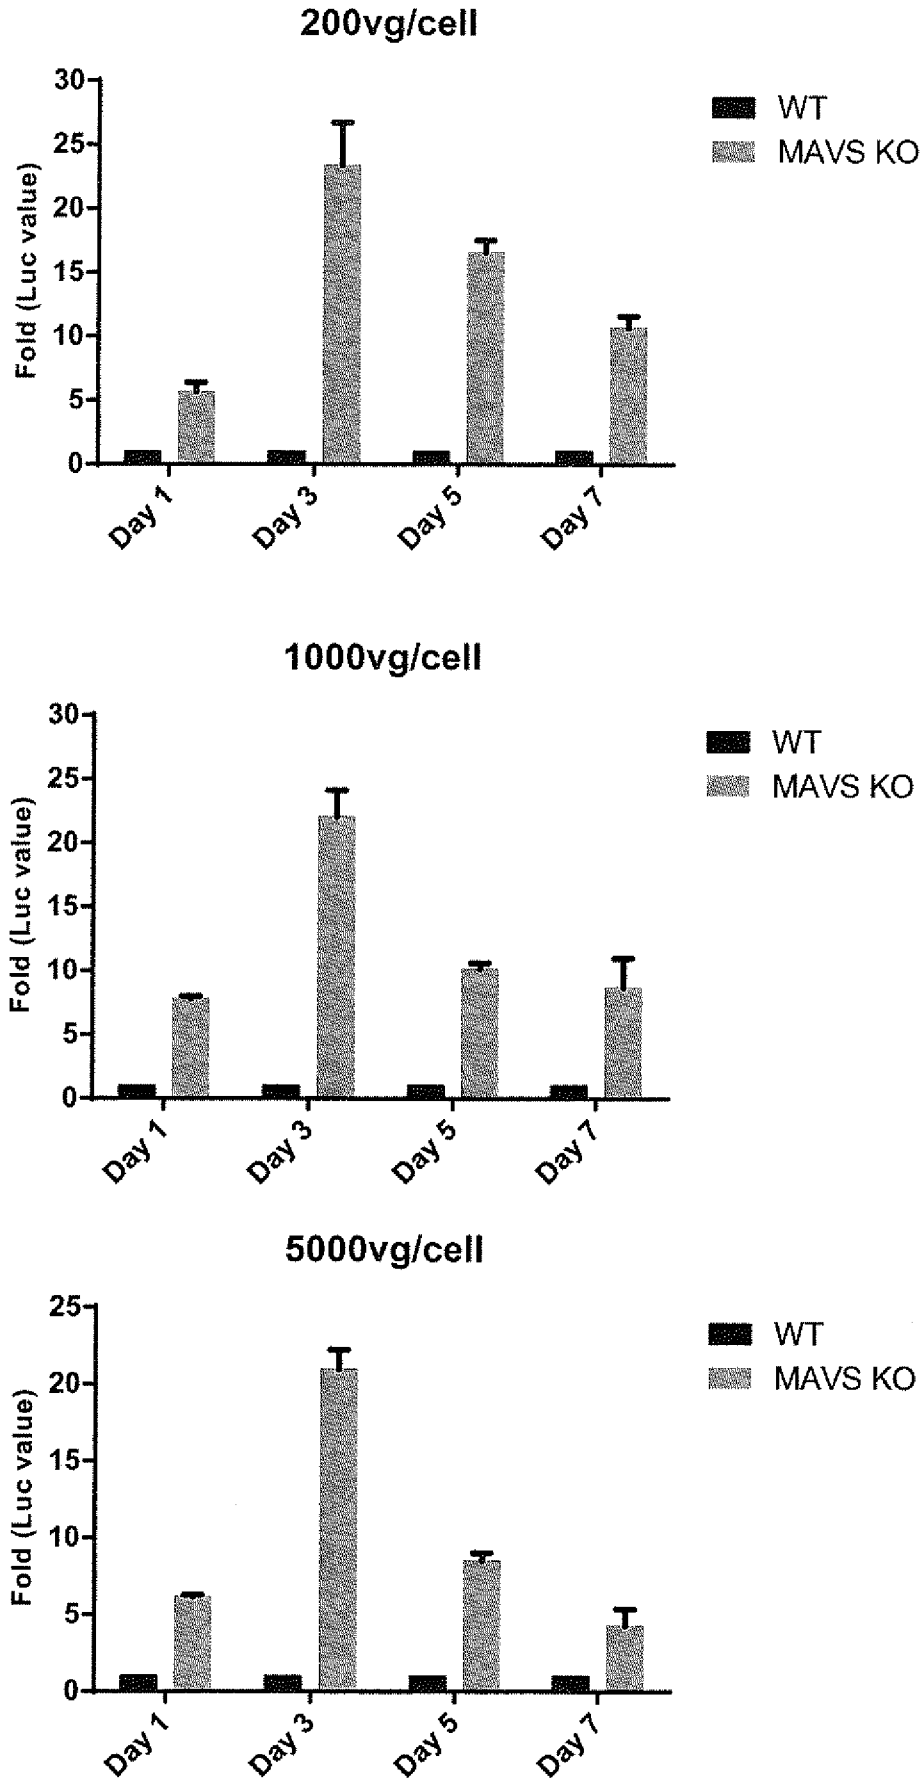 200vg/cell
30
25
20
15
10
5
0
Fold (Luc value)
Day 1
Day 3
Day 5
Day 7
WT
MAVS KO
1000vg/cell
30
25
20
15
10
5
0
Fold (Luc value)
Day 1
Day 3
Day 5
Day 7
WT
MAVS KO
5000vg/cell
25
20
15
10
5
0
Fold (Luc value)
Day 1
Day 3
Day 5
Day 7
WT
MAVS KO